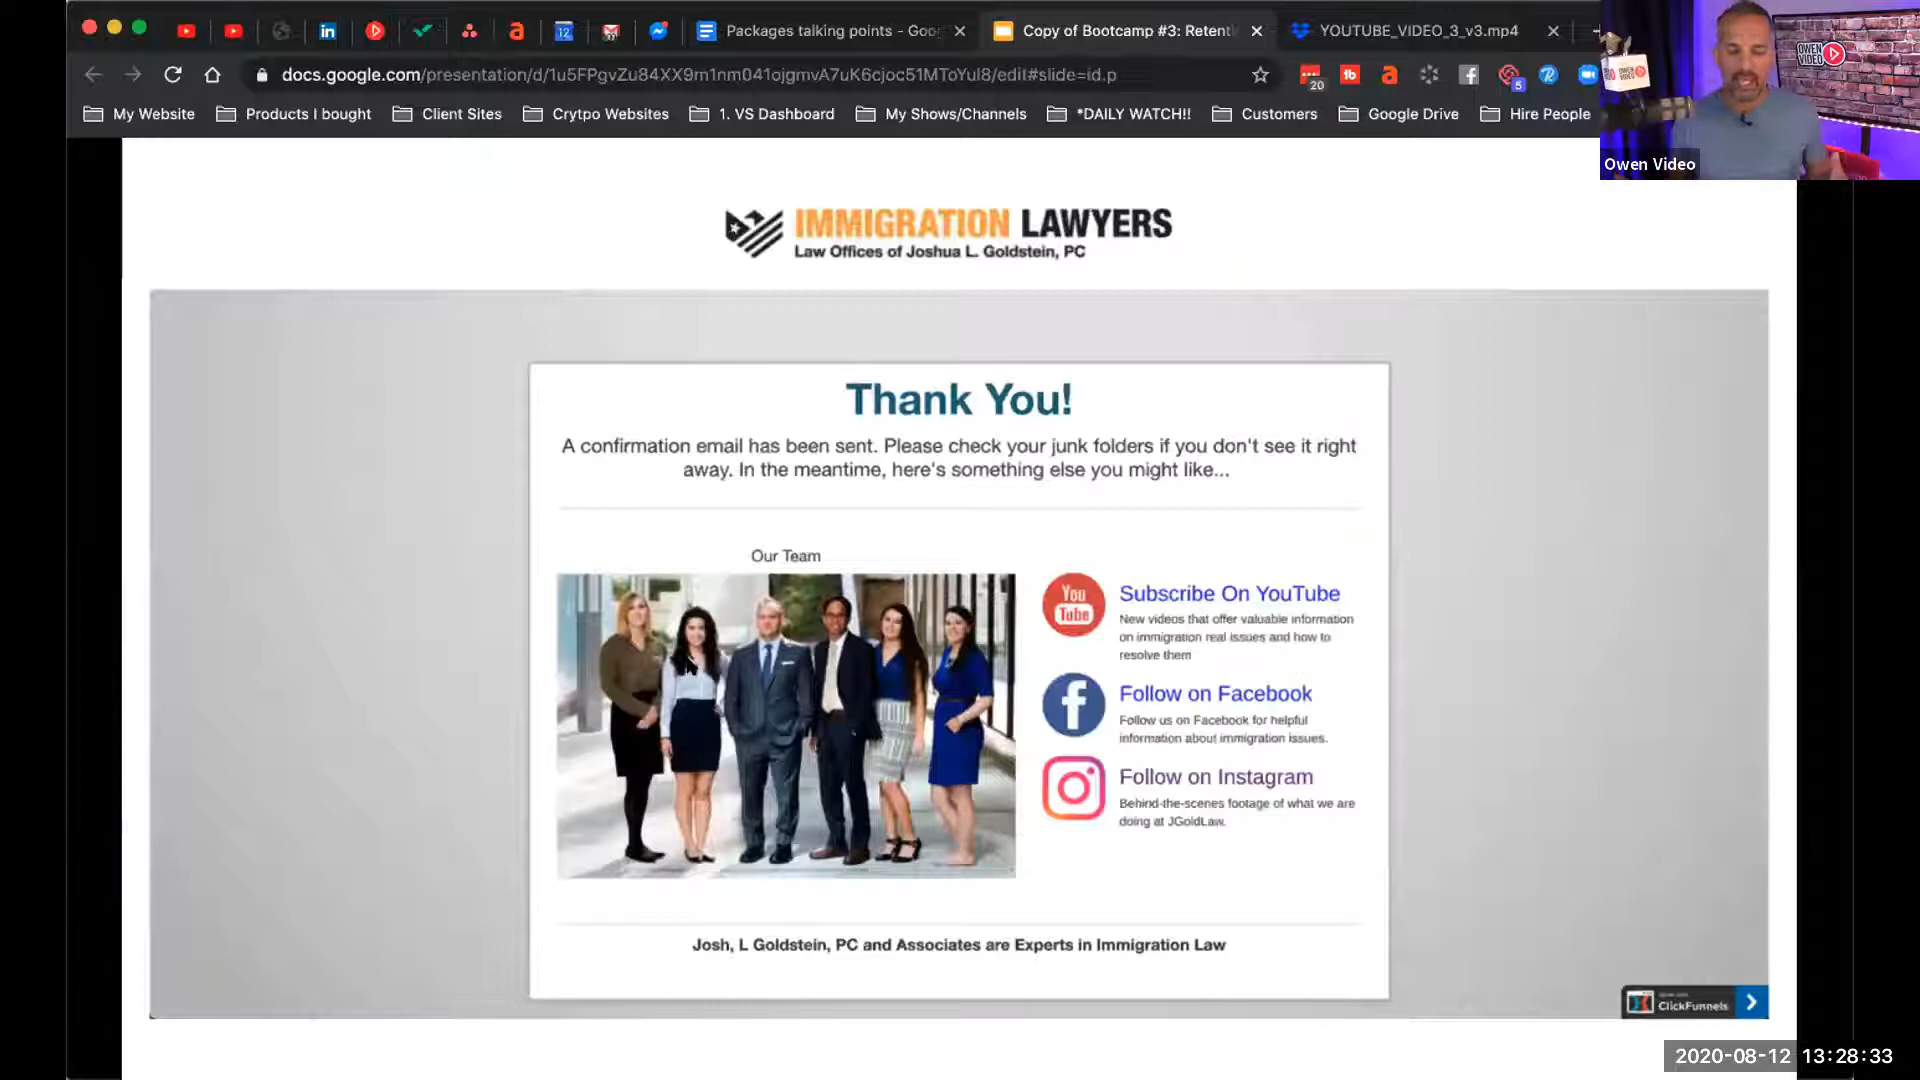 Packages talking points - Goo
Copy of Bootcamp #3: Retent
YOUTUBE_VIDEO_3_v3.mp4
docs.google.com/presentation/d/1u5FPgvZu84XX9m1nm041ojgmvA7uK6cjoc51MToYuI8/edit#slide=id.p
My Website
Products I bought
Client Sites
Crytpo Websites
1. VS Dashboard
My Shows/Channels
*DAILY WATCH!!
Customers
Google Drive
Hire People
OWEN
VIDEO
Owen Video
IMMIGRATION LAWYERS
Law Offices of Joshua L. Goldstein, PC
Thank You!
A confirmation email has been sent. Please check your junk folders if you don't see it right
away. In the meantime, here's something else you might like...
Our Team
You
Tube
Subscribe On YouTube
New videos that offer valuable information
on immigration real issues and how to
resolve them
Follow on Facebook
Follow us on Facebook for helpful
information about immigration issues.
Follow on Instagram
Behind-the-scenes footage of what we are
doing at JGoldLaw.
Josh, L Goldstein, PC and Associates are Experts in Immigration Law
ClickFunnels
2020-08-12 13:28:33